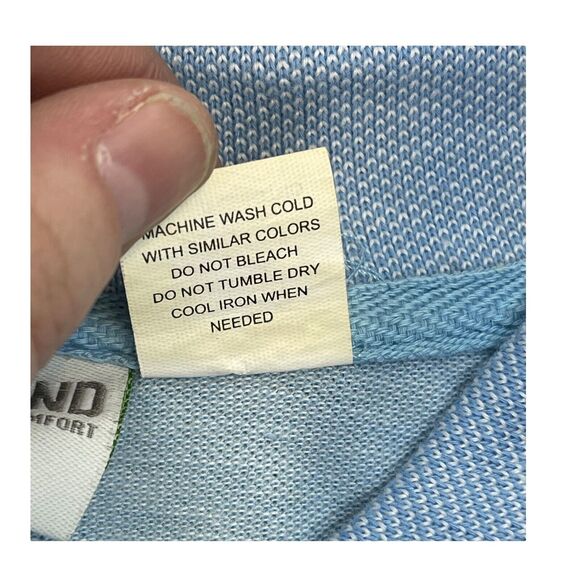 MACHINE WASH COLD
WITH SIMILAR COLORS
DO NOT BLEACH
DO NOT TUMBLE DRY
COOL IRON WHEN
NEEDED